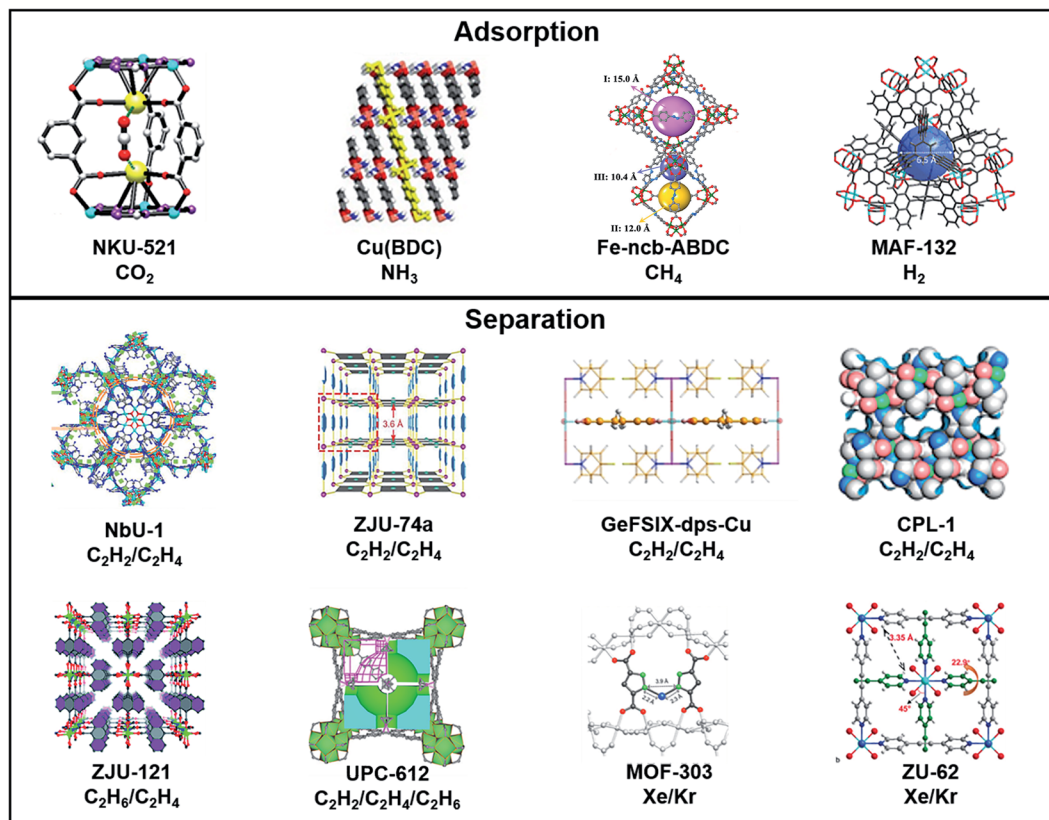 Adsorption
I: 15.0 Å
III: 10.4 Å
II: 12.0 Å
6.5 Å
NKU-521
CO₂
Cu(BDC)
NH₃
Fe-ncb-ABDC
CH₄
MAF-132
H₂
Separation
3.6 Å
NbU-1
C₂H₂/C₂H₄
ZJU-74a
C₂H₂/C₂H₄
GeFSIX-dps-Cu
C₂H₂/C₂H₄
CPL-1
C₂H₂/C₂H₄
3.9 Å
3.35 Å
22.9°
45°
b
ZJU-121
C₂H₆/C₂H₄
UPC-612
C₂H₂/C₂H₄/C₂H₆
MOF-303
Xe/Kr
ZU-62
Xe/Kr